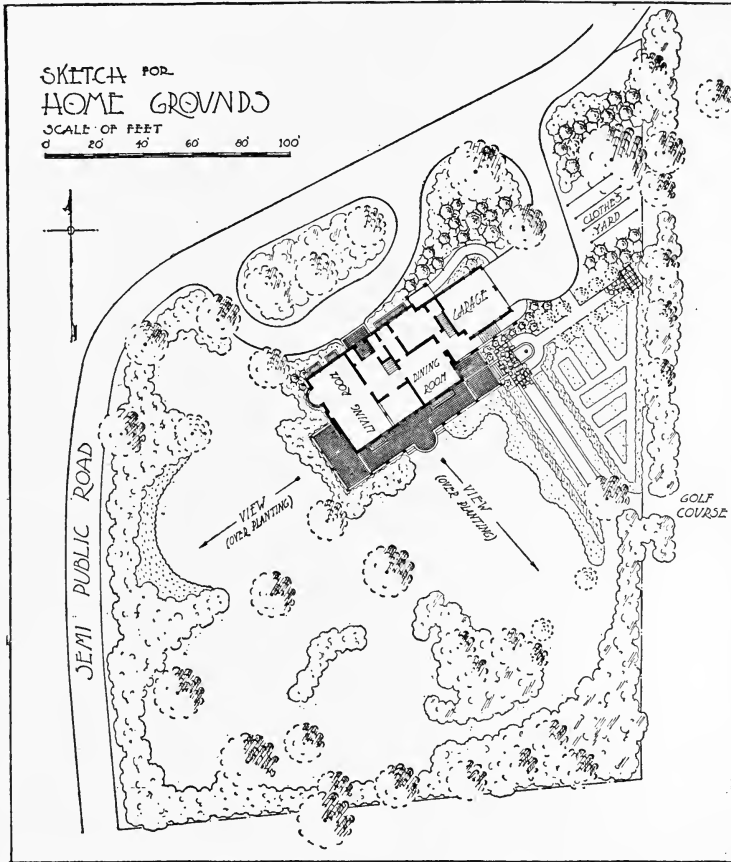 SKETCH FOR
HOME GROUNDS
SCALE OF FEET
0 20' 40' 60' 80' 100'
CLOTHES
YARD
GARAGE
DINING
ROOM
LIVING
ROOM
VIEW
(OVER PLANTING)
VIEW
(OVER PLANTING)
GOLF
COURSE
SEMI PUBLIC ROAD